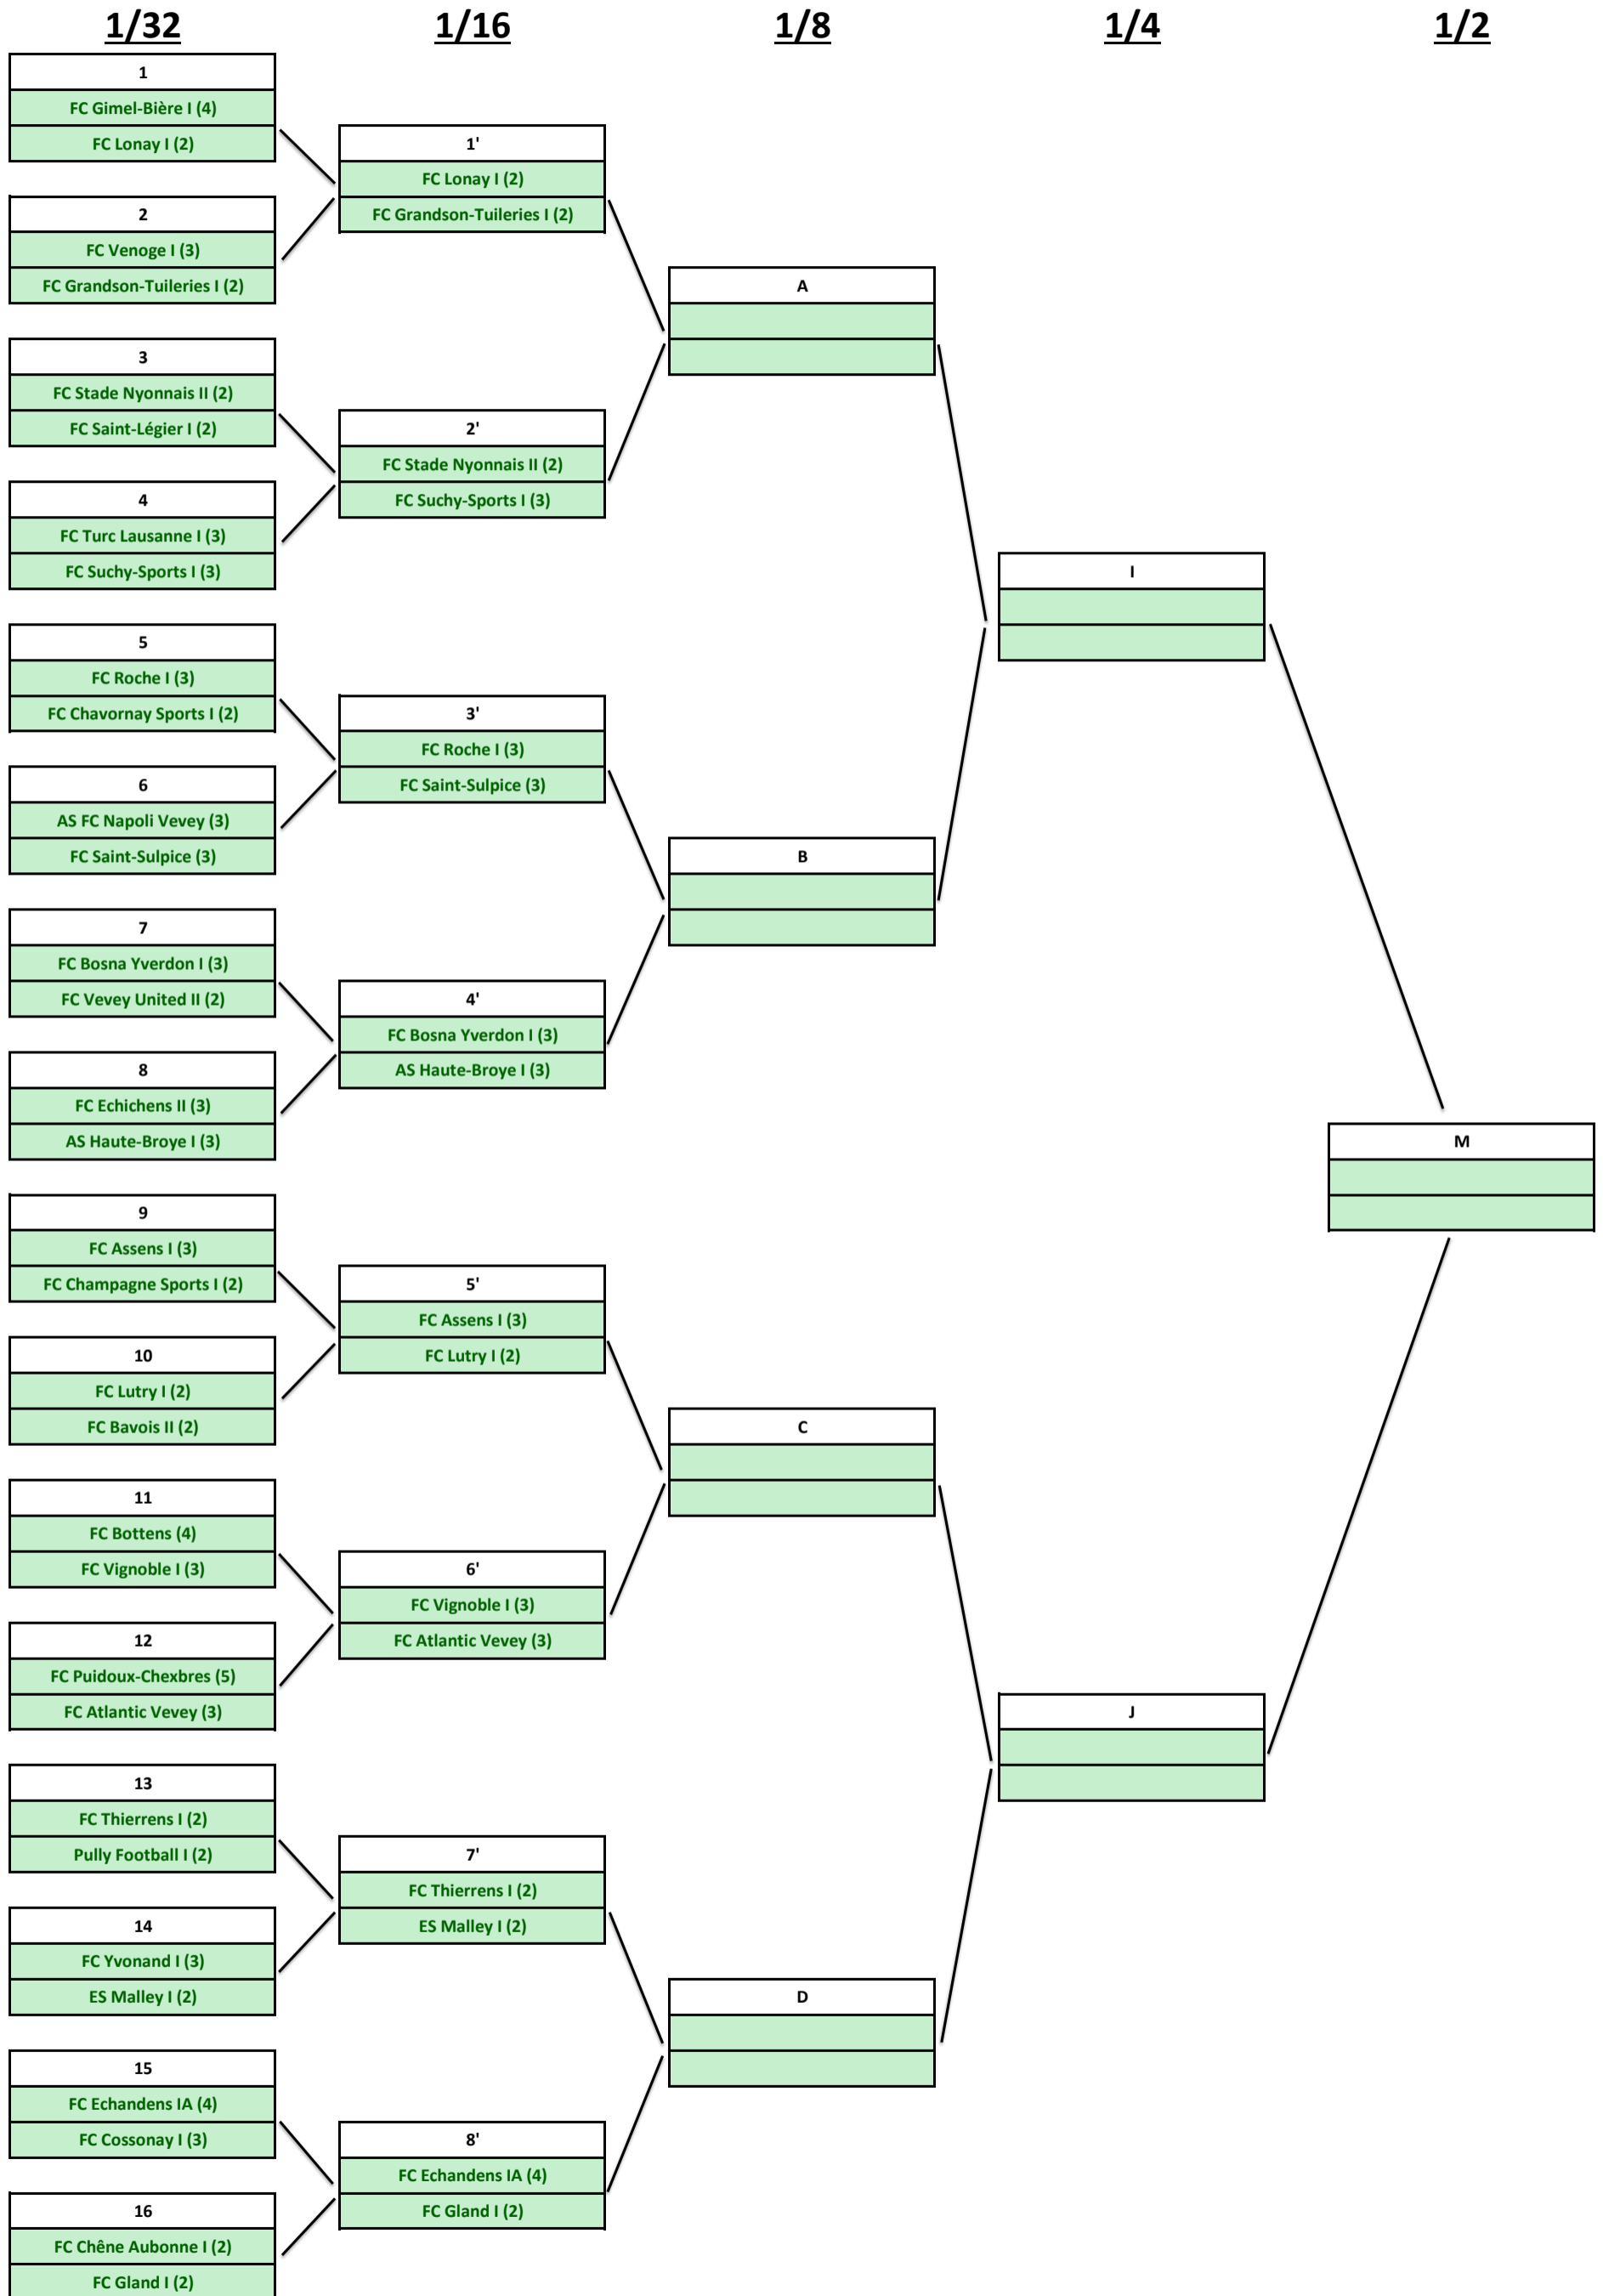 1/32
1/16
1/8
1/4
1/2
1
FC Gimel-Bière I (4)
FC Lonay I (2)
2
FC Venoge I (3)
FC Grandson-Tuileries I (2)
3
FC Stade Nyonnais II (2)
FC Saint-Légier I (2)
4
FC Turc Lausanne I (3)
FC Suchy-Sports I (3)
5
FC Roche I (3)
FC Chavornay Sports I (2)
6
AS FC Napoli Vevey (3)
FC Saint-Sulpice (3)
7
FC Bosna Yverdon I (3)
FC Vevey United II (2)
8
FC Echichens II (3)
AS Haute-Broye I (3)
9
FC Assens I (3)
FC Champagne Sports I (2)
10
FC Lutry I (2)
FC Bavois II (2)
11
FC Bottens (4)
FC Vignoble I (3)
12
FC Puidoux-Chexbres (5)
FC Atlantic Vevey (3)
13
FC Thierrens I (2)
Pully Football I (2)
14
FC Yvonand I (3)
ES Malley I (2)
15
FC Echandens IA (4)
FC Cossonay I (3)
16
FC Chêne Aubonne I (2)
FC Gland I (2)
1'
FC Lonay I (2)
FC Grandson-Tuileries I (2)
2'
FC Stade Nyonnais II (2)
FC Suchy-Sports I (3)
3'
FC Roche I (3)
FC Saint-Sulpice (3)
4'
FC Bosna Yverdon I (3)
AS Haute-Broye I (3)
5'
FC Assens I (3)
FC Lutry I (2)
6'
FC Vignoble I (3)
FC Atlantic Vevey (3)
7'
FC Thierrens I (2)
ES Malley I (2)
8'
FC Echandens IA (4)
FC Gland I (2)
A
B
C
D
I
J
M